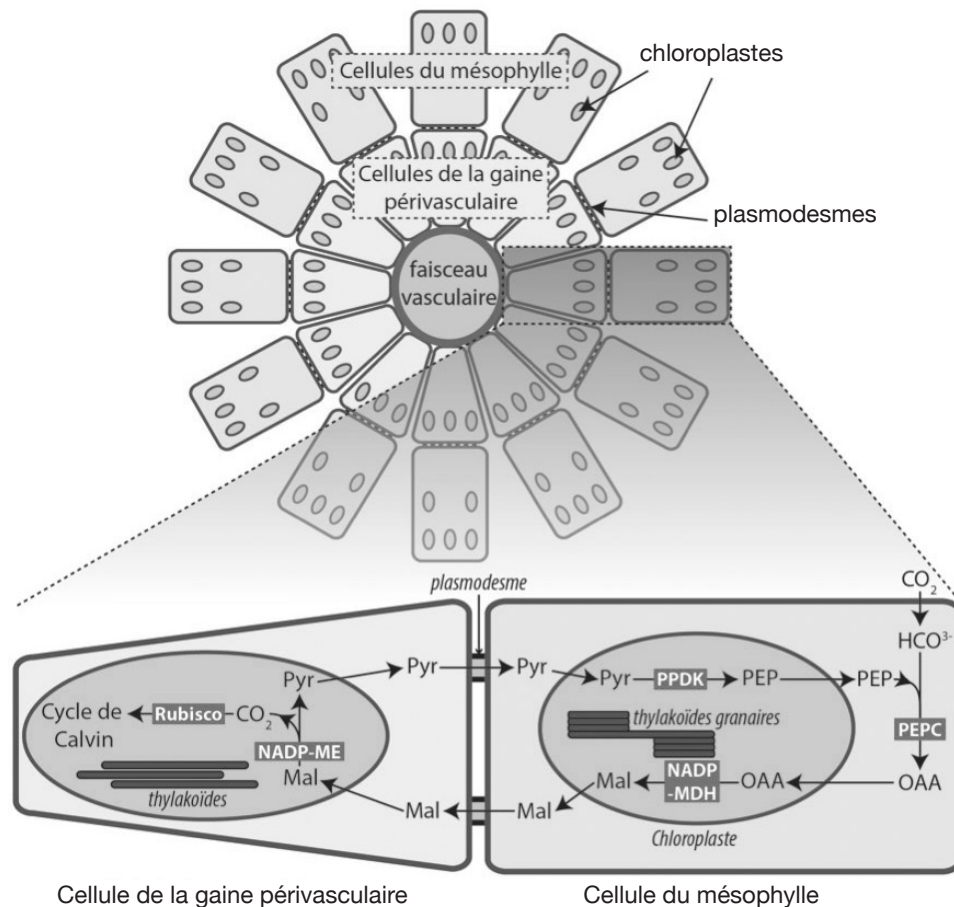 chloroplastes
Cellules du mésophylle
Cellules de la gaine
périvasculaire
plasmodesmes
faisceau
vasculaire
plasmodesme
CO2
HCO3-
Pyr
Pyr
Pyr
Pyr
PPDK
PEP
PEP
Cycle de
Calvin
Rubisco
CO2
NADP-ME
Mal
thylakoïdes
thylakoïdes granaires
PEPC
Mal
NADP
-MDH
OAA
OAA
Mal
Mal
Chloroplaste
Cellule de la gaine périvasculaire
Cellule du mésophylle